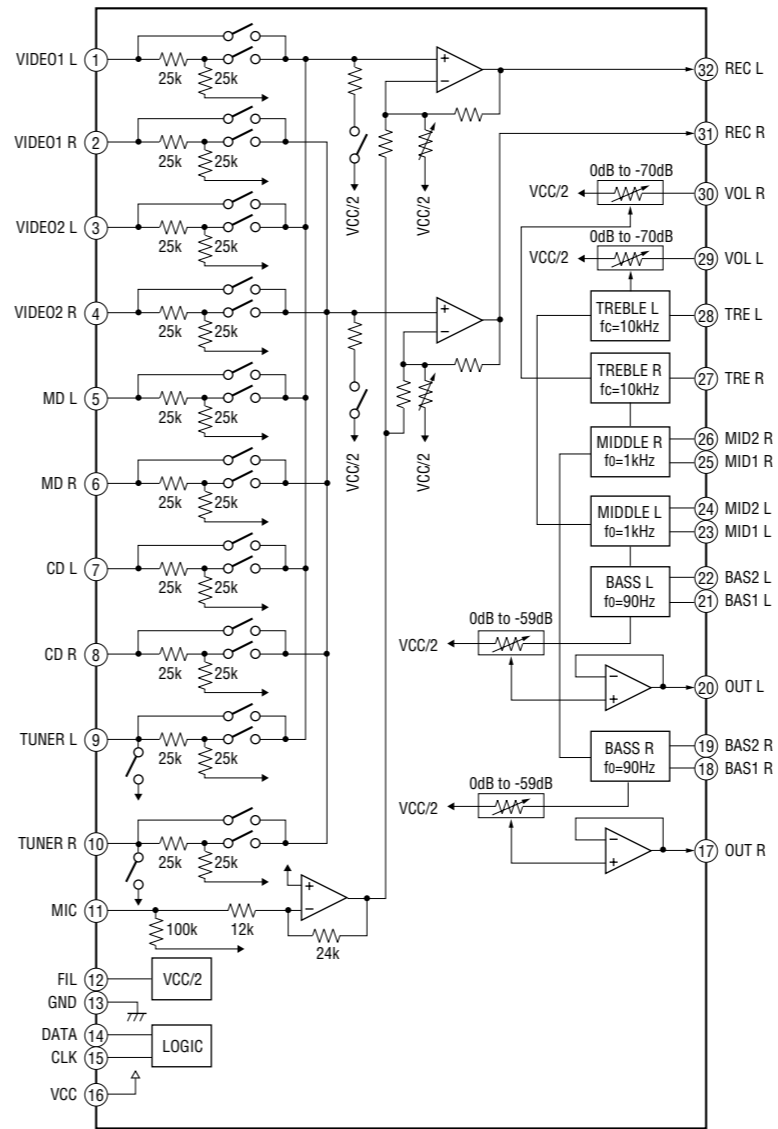 VIDEO1 L 1
25k 25k
VIDEO1 R 2
25k 25k
VIDEO2 L 3
25k 25k
VIDEO2 R 4
25k 25k
MD L 5
25k 25k
MD R 6
25k 25k
CD L 7
25k 25k
CD R 8
25k 25k
TUNER L 9
25k 25k
TUNER R 10
25k 25k
MIC 11
100k
12k
24k
FIL 12
VCC/2
GND 13
DATA 14
CLK 15
LOGIC
VCC 16
+
−
VCC/2
VCC/2
+
−
VCC/2
VCC/2
+
−
32 REC L
31 REC R
0dB to -70dB
VCC/2
30 VOL R
0dB to -70dB
VCC/2
29 VOL L
TREBLE L
fc=10kHz
28 TRE L
TREBLE R
fc=10kHz
27 TRE R
MIDDLE R
f0=1kHz
26 MID2 R
25 MID1 R
MIDDLE L
f0=1kHz
24 MID2 L
23 MID1 L
BASS L
f0=90Hz
22 BAS2 L
21 BAS1 L
0dB to -59dB
VCC/2
−
+
20 OUT L
BASS R
f0=90Hz
19 BAS2 R
18 BAS1 R
0dB to -59dB
VCC/2
−
+
17 OUT R